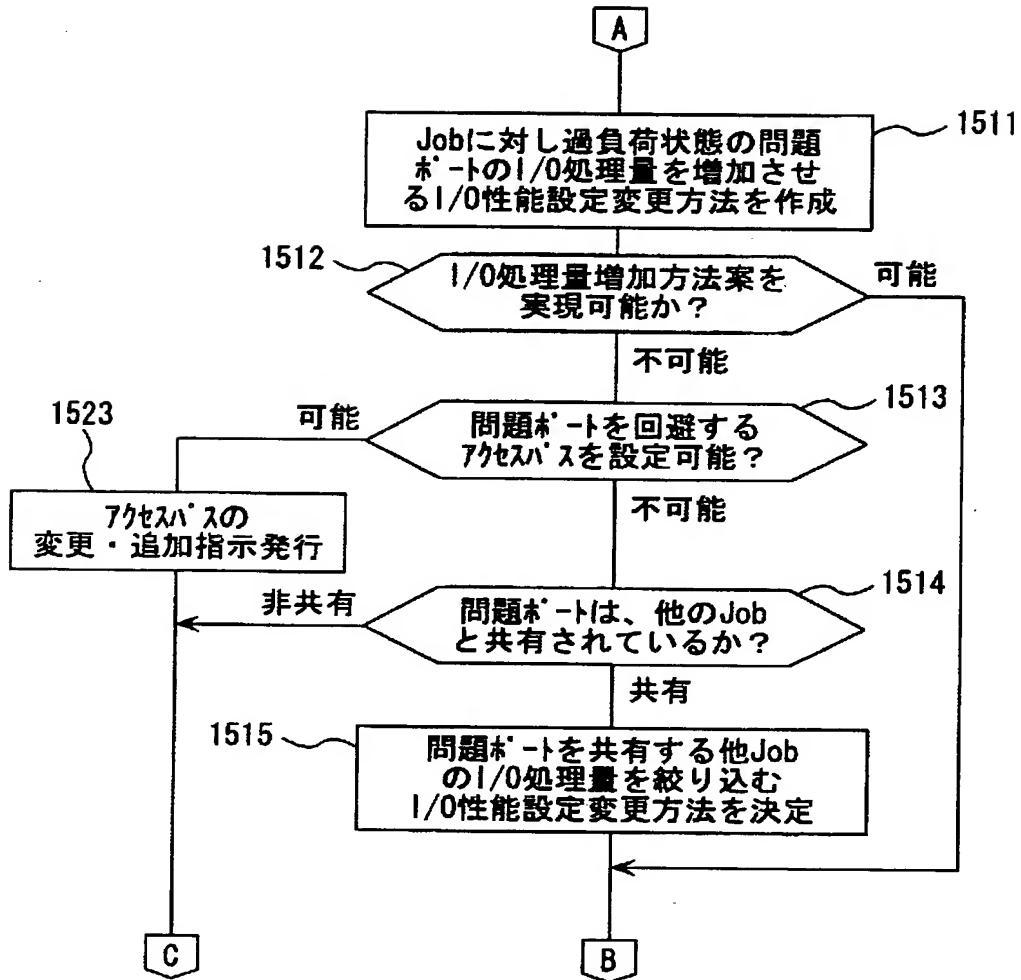 A
1511
Jobに対し過負荷状態の問題
ポートのI/O処理量を増加させ
るI/O性能設定変更方法を作成
1512
I/O処理量増加方法案を
実現可能か?
可能
不可能
1513
問題ポートを回避する
アクセスパスを設定可能?
可能
1523
不可能
アクセスパスの
変更・追加指示発行
1514
非共有
問題ポートは、他のJob
と共有されているか?
共有
1515
問題ポートを共有する他Job
のI/O処理量を絞り込む
I/O性能設定変更方法を決定
C
B